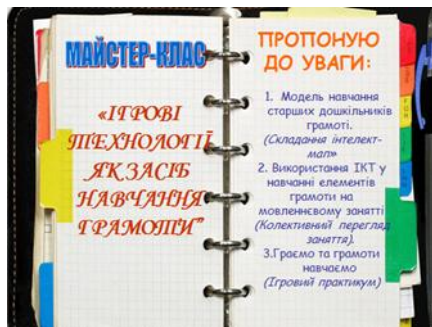 МАЙСТЕР-КЛАС
«ІГРОВІ
ТЕХНОЛОГІЇ
ЯК ЗАСІБ
НАВЧАННЯ
ГРАМОТИ"
ПРОПОНУЮ
ДО УВАГИ:
1. Модель навчання
старших дошкільників
грамоті.
(Складання інтелект-
мап»
2. Використання ІКТ у
навчанні елементів
грамоти на
мовленнєвому занятті
(Колективний перегляд
заняття).
3.Граємо та грамоти
навчаємо
(Ігровий практикум)